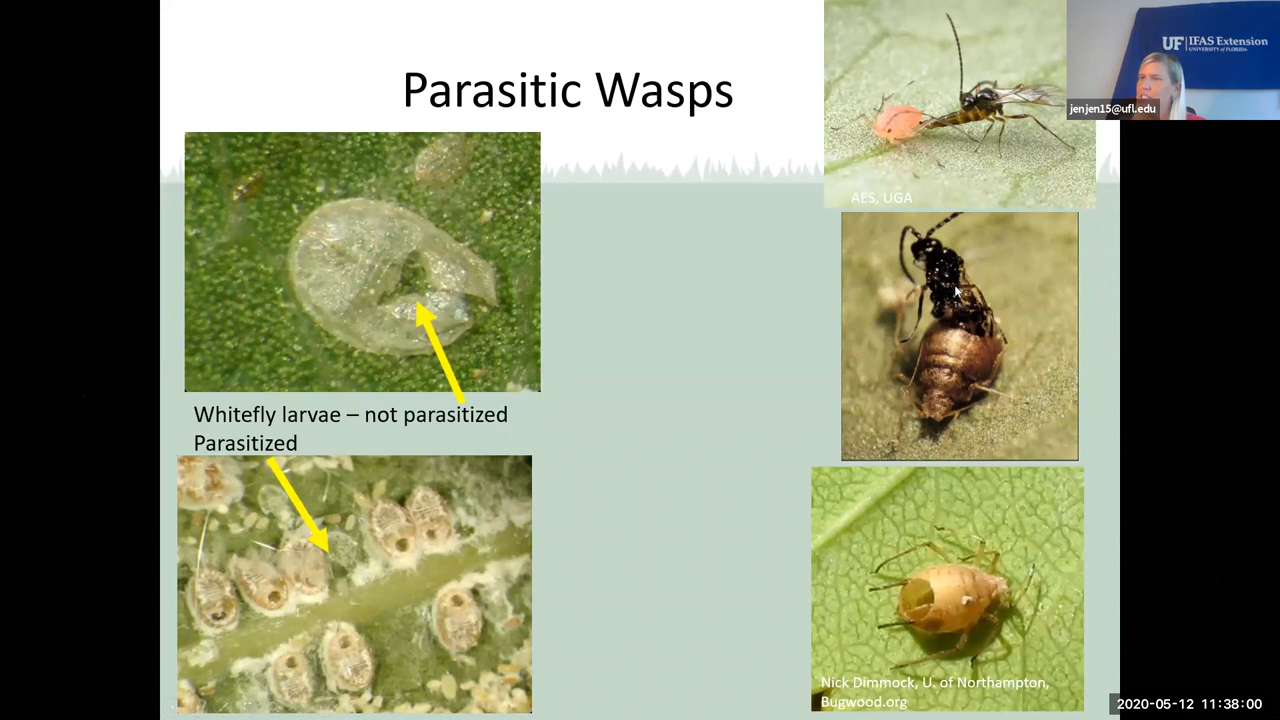 Parasitic Wasps
UF IFAS Extension
UNIVERSITY of FLORIDA
jenjen15@ufl.edu
AES, UGA
Whitefly larvae – not parasitized
Parasitized
Nick Dimmock, U. of Northampton,
Bugwood.org
2020-05-12 11:38:00